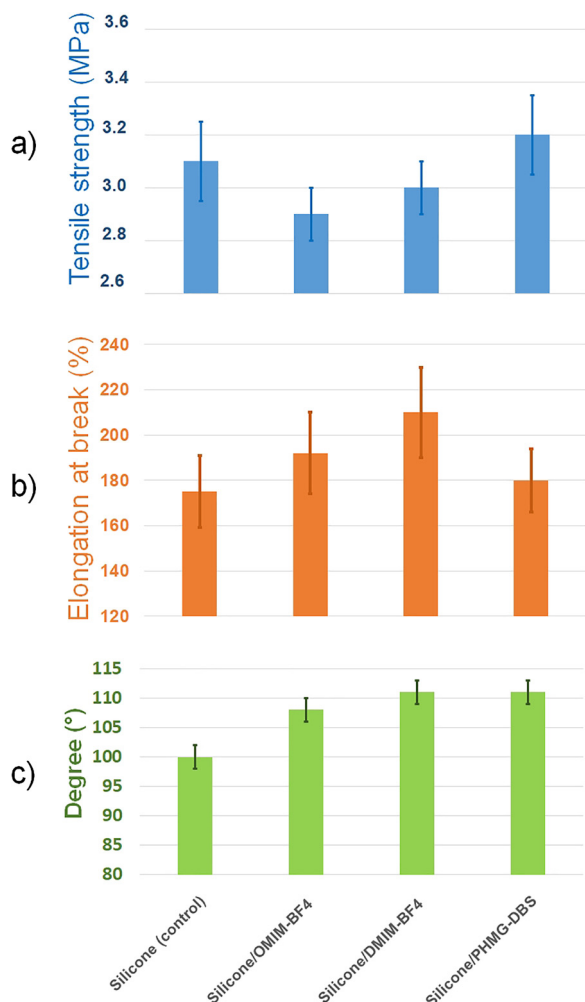 a)
Tensile strength (MPa)
3.6
3.4
3.2
3.0
2.8
2.6
b)
Elongation at break (%)
240
220
200
180
160
140
120
c)
Degree (°)
115
110
105
100
95
90
85
80
Silicone (control)
Silicone/OMIM-BF4
Silicone/DMIM-BF4
Silicone/PHMG-DBS